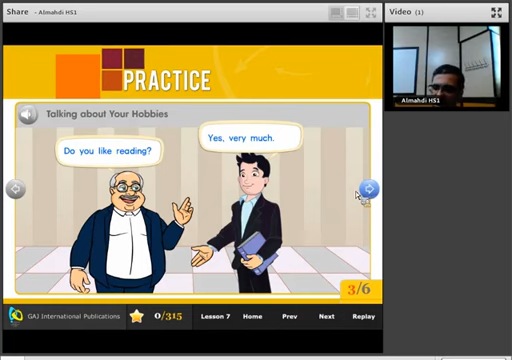 Share - Almahdi HS1
Video (1)
Almahdi HS1
PRACTICE
Talking about Your Hobbies
Do you like reading?
Yes, very much.
3/6
GAJ International Publications
0/315
Lesson 7
Home
Prev
Next
Replay